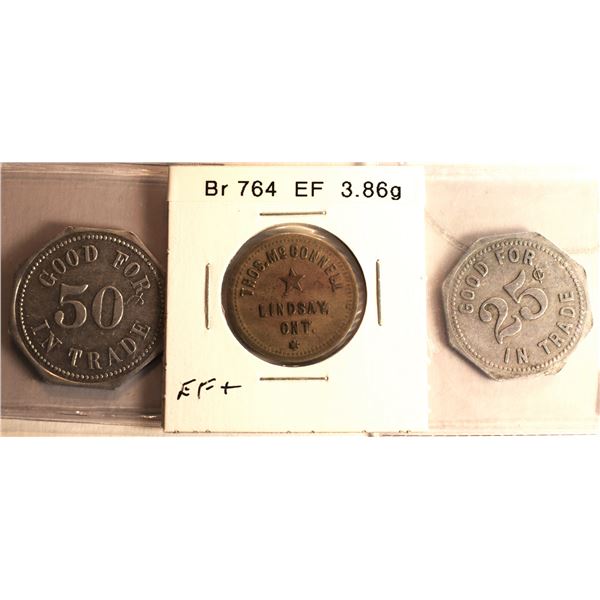 GOOD FOR
50¢
IN TRADE
Br 764 EF 3.86g
THOS. McCONNELL
LINDSAY,
ONT.
EF+
GOOD FOR
25¢
IN TRADE